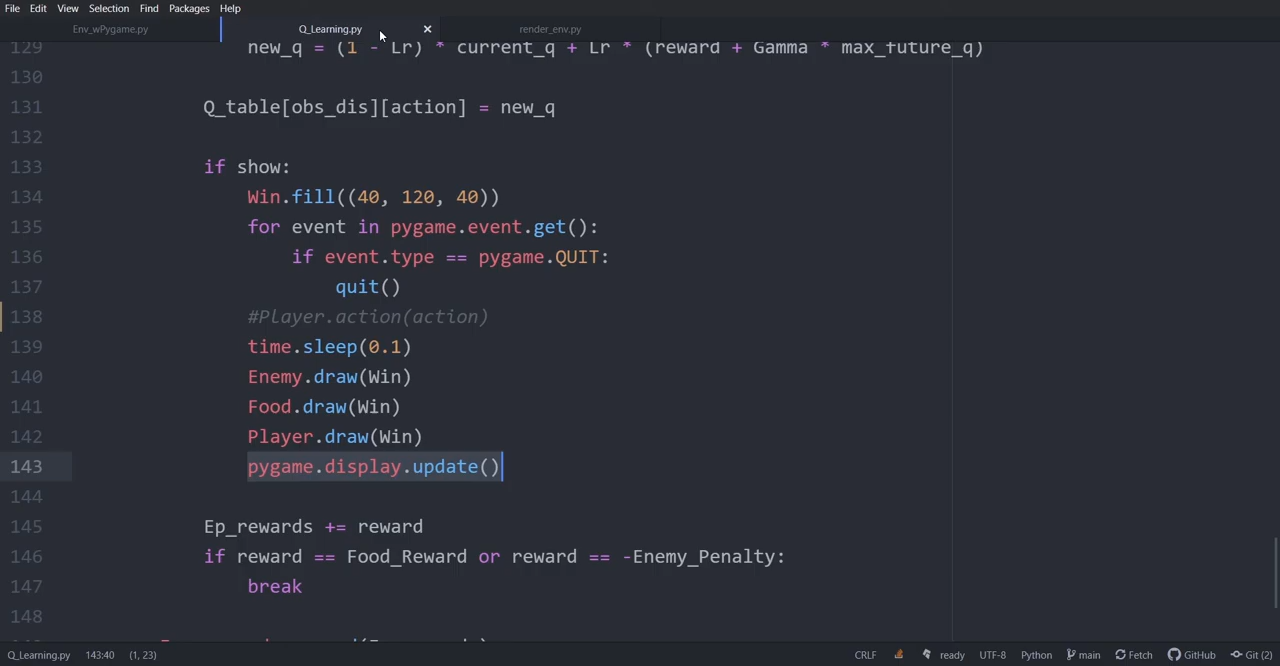 File Edit View Selection Find Packages Help
Env_wPygame.py Q_Learning.py × render_env.py
129 new_q = (1 - Lr) * current_q + Lr * (reward + Gamma * max_future_q)
130
131 Q_table[obs_dis][action] = new_q
132
133 if show:
134 Win.fill((40, 120, 40))
135 for event in pygame.event.get():
136 if event.type == pygame.QUIT:
137 quit()
138 #Player.action(action)
139 time.sleep(0.1)
140 Enemy.draw(Win)
141 Food.draw(Win)
142 Player.draw(Win)
143 pygame.display.update()
144
145 Ep_rewards += reward
146 if reward == Food_Reward or reward == -Enemy_Penalty:
147 break
148
Q_Learning.py 143:40 (1, 23) CRLF ready UTF-8 Python main Fetch GitHub Git (2)